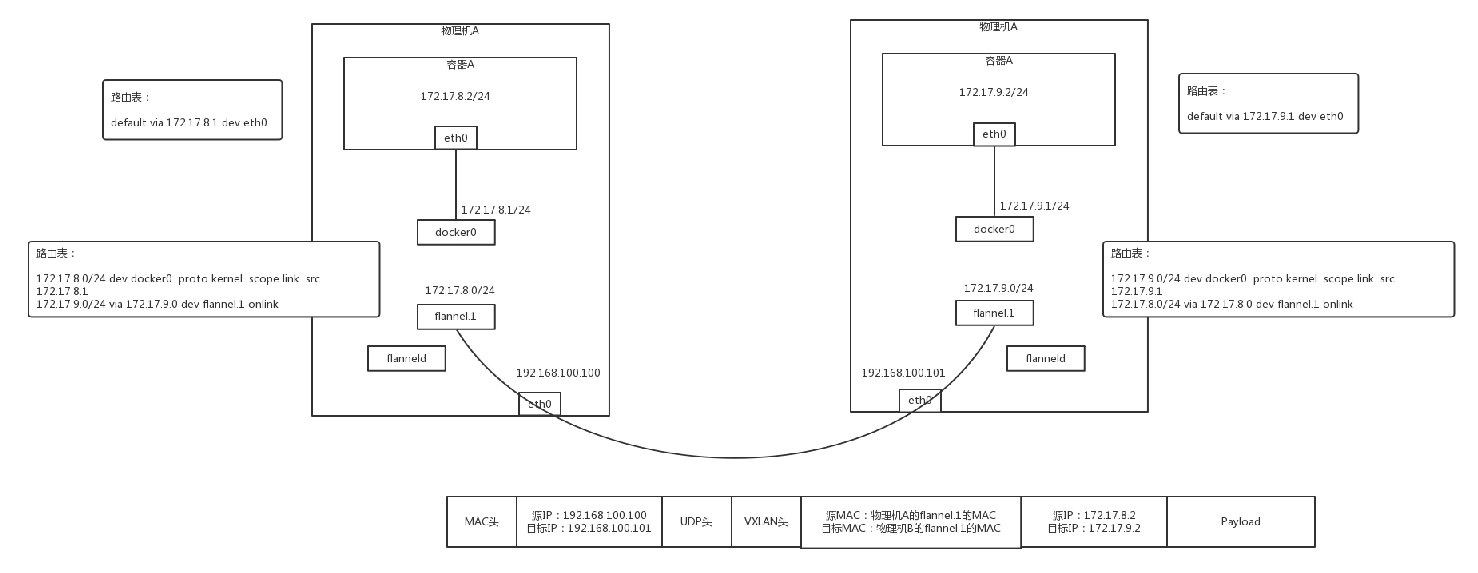 物理机A
容器A
172.17.8.2/24
eth0
路由表：
default via 172.17.8.1 dev eth0
172.17.8.1/24
docker0
路由表：
172.17.8.0/24 dev docker0 proto kernel scope link src
172.17.8.1
172.17.9.0/24 via 172.17.9.0 dev flannel.1 onlink
172.17.8.0/24
flannel.1
flanneld
192.168.100.100
eth0
物理机A
容器A
172.17.9.2/24
eth0
路由表：
default via 172.17.9.1 dev eth0
172.17.9.1/24
docker0
路由表：
172.17.9.0/24 dev docker0 proto kernel scope link src
172.17.9.1
172.17.8.0/24 via 172.17.8.0 dev flannel.1 onlink
172.17.9.0/24
flannel.1
flanneld
192.168.100.101
eth0
MAC头
源IP：192.168.100.100
目标IP：192.168.100.101
UDP头
VXLAN头
源MAC：物理机A的flannel.1的MAC
目标MAC：物理机B的flannel.1的MAC
源IP：172.17.8.2
目标IP：172.17.9.2
Payload